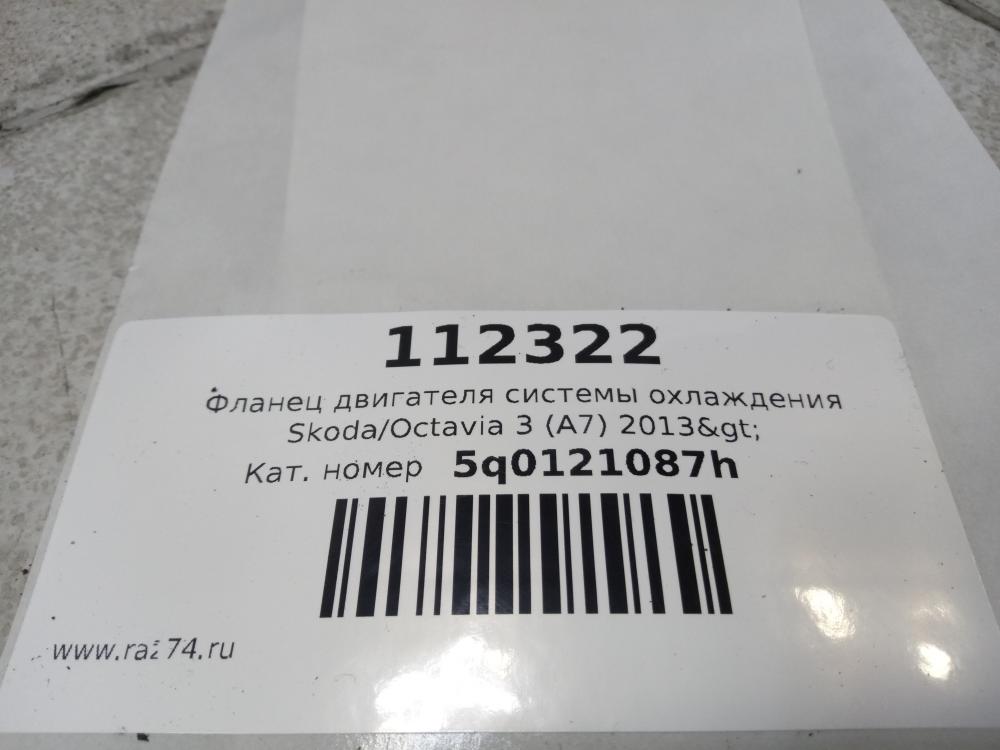 112322
Фланец двигателя системы охлаждения
Skoda/Octavia 3 (A7) 2013&gt;
Кат. номер 5q0121087h